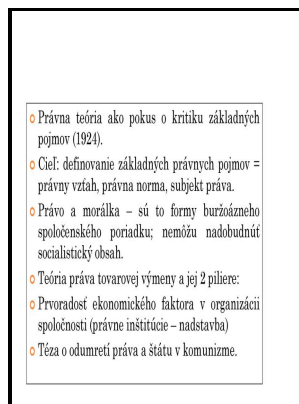 Právna teória ako pokus o kritiku základných
pojmov (1924).
Cieľ: definovanie základných právnych pojmov =
právny vzťah, právna norma, subjekt práva.
Právo a morálka – sú to formy buržoázneho
spoločenského poriadku; nemôžu nadobudnúť
socialistický obsah.
Teória práva tovarovej výmeny a jej 2 piliere:
Prvoradosť ekonomického faktora v organizácii
spoločnosti (právne inštitúcie – nadstavba)
Téza o odumretí práva a štátu v komunizme.